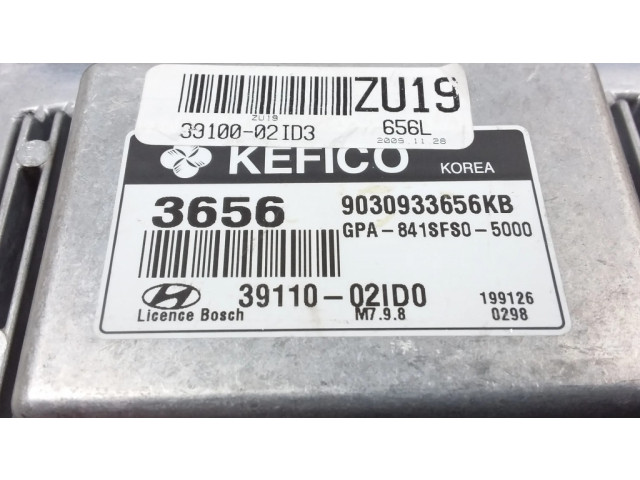 ZU19
ZU19
39100-02ID3 656L
2009.11.28
KEFICO KOREA
3656 9030933656KB
GPA-841SFS0-5000
39110-02ID0 199126
Licence Bosch M7.9.8 0298